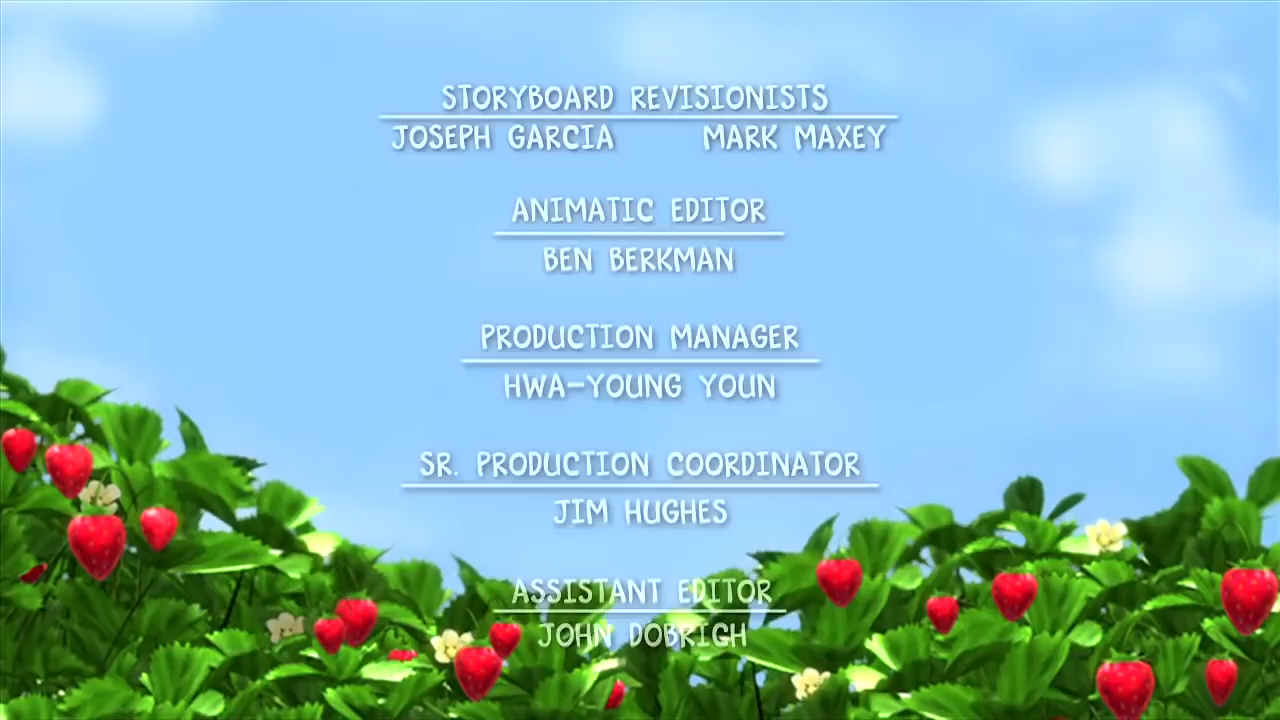 STORYBOARD REVISIONISTS
JOSEPH GARCIA MARK MAXEY
ANIMATIC EDITOR
BEN BERKMAN
PRODUCTION MANAGER
HWA-YOUNG YOUN
SR. PRODUCTION COORDINATOR
JIM HUGHES
ASSISTANT EDITOR
JOHN DOBRIGH